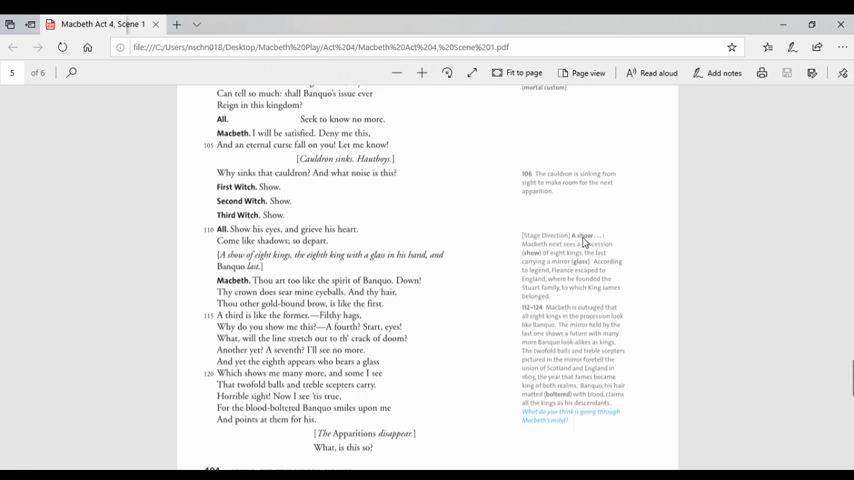 Macbeth Act 4, Scene 1
file:///C:/Users/nschn018/Desktop/Macbeth%20Play/Act%204/Macbeth%20Act%204,%20Scene%201.pdf
5 of 6
Fit to page
Page view
Read aloud
Add notes
Can tell so much: shall Banquo's issue ever
Reign in this kingdom?
All. Seek to know no more.
Macbeth. I will be satisfied. Deny me this,
105 And an eternal curse fall on you! Let me know!
[Cauldron sinks. Hautboys.]
Why sinks that cauldron? And what noise is this?
First Witch. Show.
Second Witch. Show.
Third Witch. Show.
110 All. Show his eyes, and grieve his heart.
Come like shadows; so depart.
[A show of eight kings, the eighth king with a glass in his hand, and
Banquo last.]
Macbeth. Thou art too like the spirit of Banquo. Down!
Thy crown does sear mine eyeballs. And thy hair,
Thou other gold-bound brow, is like the first.
115 A third is like the former.—Filthy hags,
Why do you show me this?—A fourth? Start, eyes!
What, will the line stretch out to th' crack of doom?
Another yet? A seventh? I'll see no more.
And yet the eighth appears who bears a glass
120 Which shows me many more, and some I see
That twofold balls and treble scepters carry.
Horrible sight! Now I see 'tis true,
For the blood-boltered Banquo smiles upon me
And points at them for his.
[The Apparitions disappear.]
What, is this so?
(mortal custom).
106 The cauldron is sinking from
sight to make room for the next
apparition.
[Stage Direction] A show . . . :
Macbeth next sees a procession
(show) of eight kings, the last
carrying a mirror (glass). According
to legend, Fleance escaped to
England, where he founded the
Stuart family, to which King James
belonged.
112–124 Macbeth is outraged that
all eight kings in the procession look
like Banquo. The mirror held by the
last one shows a future with many
more Banquo look-alikes as kings.
The twofold balls and treble scepters
pictured in the mirror foretell the
union of Scotland and England in
1603, the year that James became
king of both realms. Banquo, his hair
matted (boltered) with blood, claims
all the kings as his descendants.
What do you think is going through
Macbeth's mind?